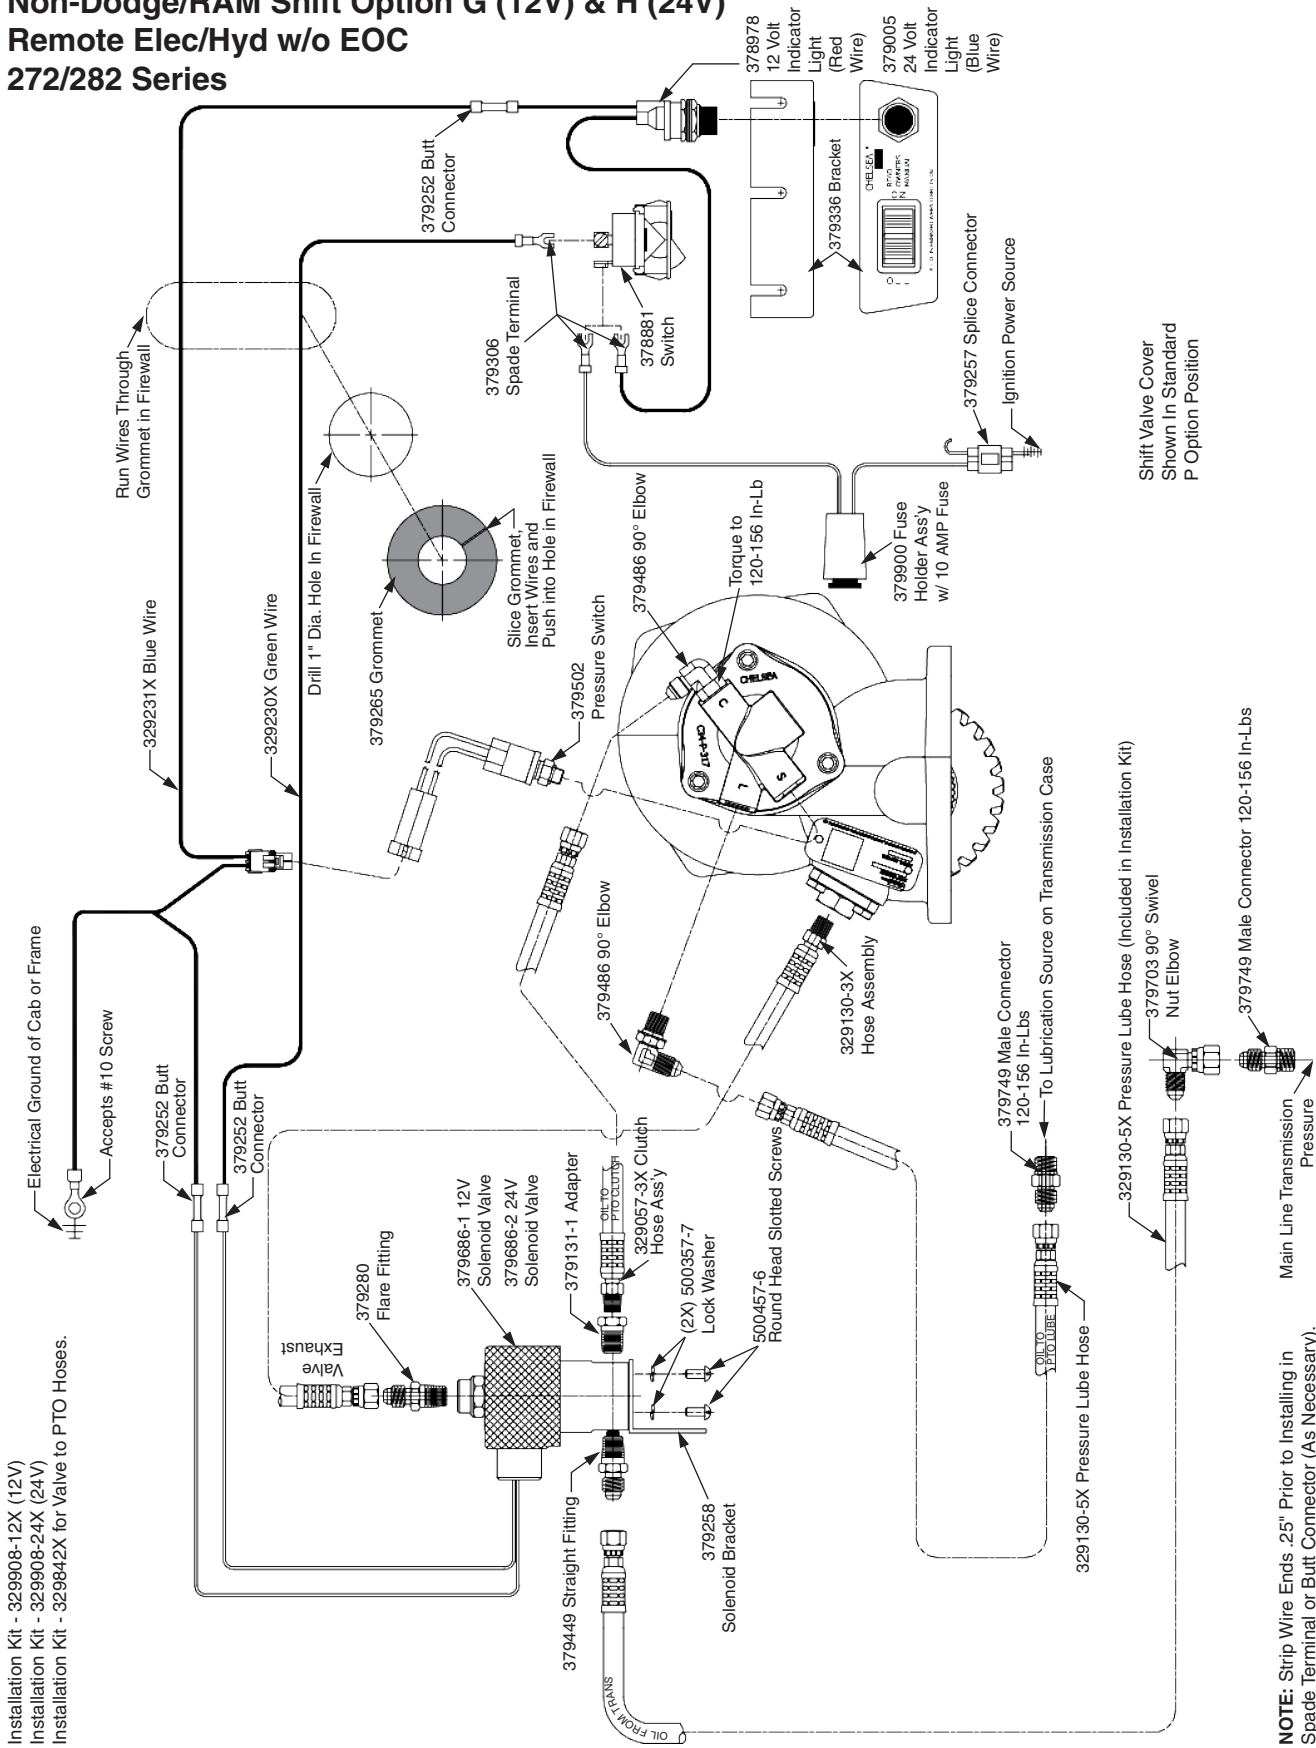 Non-Dodge/RAM Shift Option G (12V) & H (24V)
Remote Elec/Hyd w/o EOC
272/282 Series
Installation Kit - 329908-12X (12V)
Installation Kit - 329908-24X (24V)
Installation Kit - 329842X for Valve to PTO Hoses.
Electrical Ground of Cab or Frame
Accepts #10 Screw
379252 Butt
Connector
379252 Butt
Connector
329231X Blue Wire
329230X Green Wire
Run Wires Through
Grommet in Firewall
Drill 1" Dia. Hole In Firewall
379265 Grommet
Slice Grommet,
Insert Wires and
Push into Hole in Firewall
379252 Butt
Connector
378978
12 Volt
Indicator
Light
(Red
Wire)
379005
24 Volt
Indicator
Light
(Blue
Wire)
379336 Bracket
CHELSEA
READ
OWNERS
MANUAL
379306
Spade Terminal
378881
Switch
379257 Splice Connector
Ignition Power Source
379900 Fuse
Holder Ass'y
w/ 10 AMP Fuse
379486 90° Elbow
Torque to
120-156 In-Lb
379502
Pressure Switch
CHELSEA
C
L
S
Shift Valve Cover
Shown In Standard
P Option Position
379280
Flare Fitting
Valve
Exhaust
379686-1 12V
Solenoid Valve
379686-2 24V
Solenoid Valve
379131-1 Adapter
OIL TO
PTO CLUTCH
329057-3X Clutch
Hose Ass'y
(2X) 500357-7
Lock Washer
500457-6
Round Head Slotted Screws
379449 Straight Fitting
379258
Solenoid Bracket
OIL FROM TRANS
379486 90° Elbow
329130-3X
Hose Assembly
379749 Male Connector
120-156 In-Lbs
To Lubrication Source on Transmission Case
OIL TO
PTO LUBE
329130-5X Pressure Lube Hose
329130-5X Pressure Lube Hose (Included in Installation Kit)
379703 90° Swivel
Nut Elbow
379749 Male Connector 120-156 In-Lbs
Main Line Transmission
Pressure
NOTE: Strip Wire Ends .25" Prior to Installing in
Spade Terminal or Butt Connector (As Necessary).